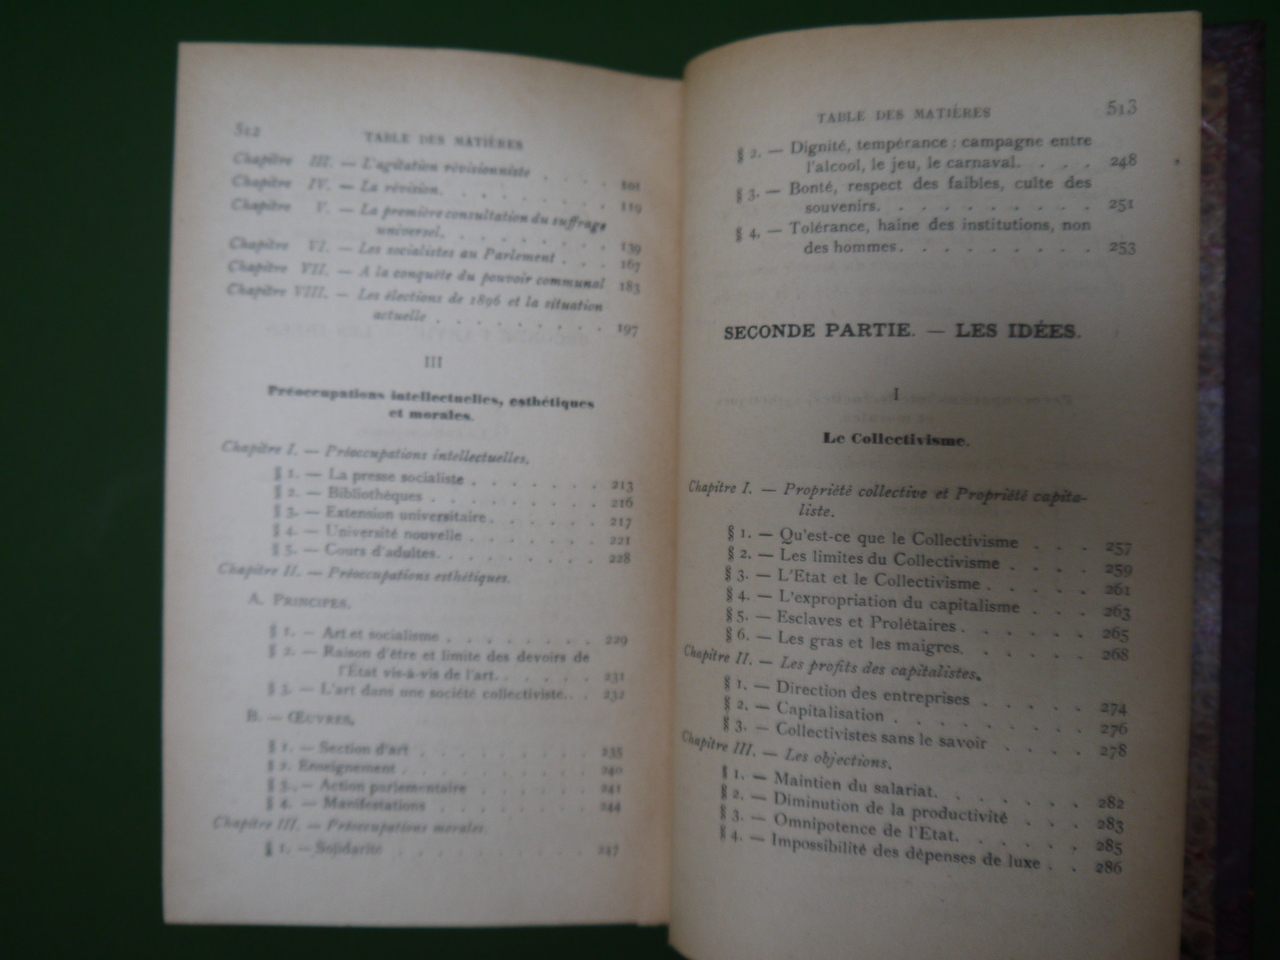 512
TABLE DES MATIÈRES
Chapitre III. — L'agitation révisionniste . . . . 101
Chapitre IV. — La révision. . . . . . . . . 119
Chapitre V. — La première consultation du suffrage
universel. . . . . . . . . . 139
Chapitre VI. — Les socialistes au Parlement . . . 167
Chapitre VII. — A la conquête du pouvoir communal 183
Chapitre VIII. — Les élections de 1896 et la situation
actuelle . . . . . . . . . 197
III
Préoccupations intellectuelles, esthétiques
et morales.
Chapitre I. — Préoccupations intellectuelles.
§ 1. — La presse socialiste . . . . . . . 213
§ 2. — Bibliothèques . . . . . . . . 216
§ 3. — Extension universitaire . . . . . . 217
§ 4. — Université nouvelle . . . . . . . 221
§ 5. — Cours d'adultes. . . . . . . . 228
Chapitre II. — Préoccupations esthétiques.
A. PRINCIPES.
§ 1. — Art et socialisme . . . . . . . . 229
§ 2. — Raison d'être et limite des devoirs de
l'État vis-à-vis de l'art. . . . . . 231
§ 3. — L'art dans une société collectiviste. . . 232
B. — ŒUVRES.
§ 1. — Section d'art . . . . . . . . 235
§ 2. Enseignement . . . . . . . . . 240
§ 3. — Action parlementaire . . . . . . 241
§ 4. — Manifestations . . . . . . . . 244
Chapitre III. — Préoccupations morales.
§ 1. — Solidarité . . . . . . . . . 247
TABLE DES MATIÈRES
513
§ 2. — Dignité, tempérance : campagne entre
l'alcool, le jeu, le carnaval. . . . . 248
§ 3. — Bonté, respect des faibles, culte des
souvenirs. . . . . . . . . . 251
§ 4. — Tolérance, haine des institutions, non
des hommes. . . . . . . . . 253
SECONDE PARTIE. — LES IDÉES.
I
Le Collectivisme.
Chapitre I. — Propriété collective et Propriété capita-
liste.
§ 1. — Qu'est-ce que le Collectivisme . . . 257
§ 2. — Les limites du Collectivisme . . . . 259
§ 3. — L'Etat et le Collectivisme . . . . . 261
§ 4. — L'expropriation du capitalisme . . . 263
§ 5. — Esclaves et Prolétaires . . . . . . 265
§ 6. — Les gras et les maigres. . . . . . 268
Chapitre II. — Les profits des capitalistes.
§ 1. — Direction des entreprises . . . . . 274
§ 2. — Capitalisation . . . . . . . . 276
§ 3. — Collectivistes sans le savoir . . . . 278
Chapitre III. — Les objections.
§ 1. — Maintien du salariat. . . . . . . 282
§ 2. — Diminution de la productivité . . . 283
§ 3. — Omnipotence de l'Etat. . . . . . 285
§ 4. — Impossibilité des dépenses de luxe . . 286